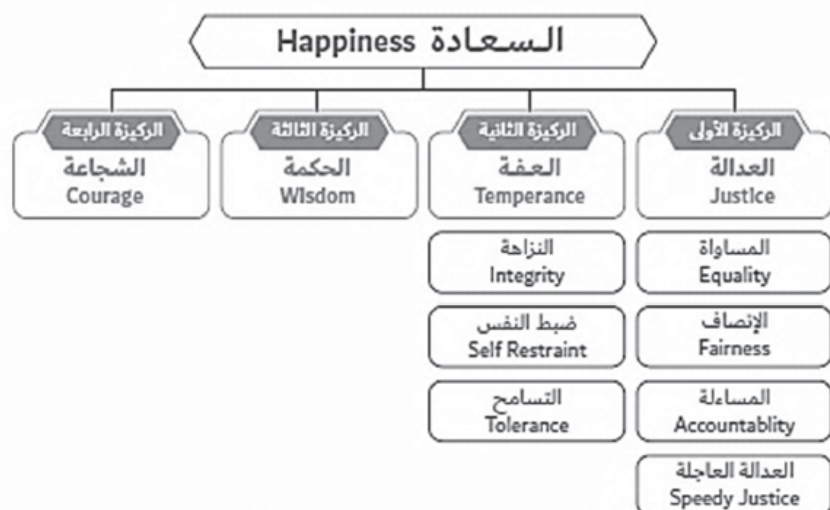 السعادة Happiness
الركيزة الأولى
العدالة
Justice
المساواة
Equality
الإنصاف
Fairness
المساءلة
Accountablity
العدالة العاجلة
Speedy Justice
الركيزة الثانية
العفة
Temperance
النزاهة
Integrity
ضبط النفس
Self Restraint
التسامح
Tolerance
الركيزة الثالثة
الحكمة
Wisdom
الركيزة الرابعة
الشجاعة
Courage